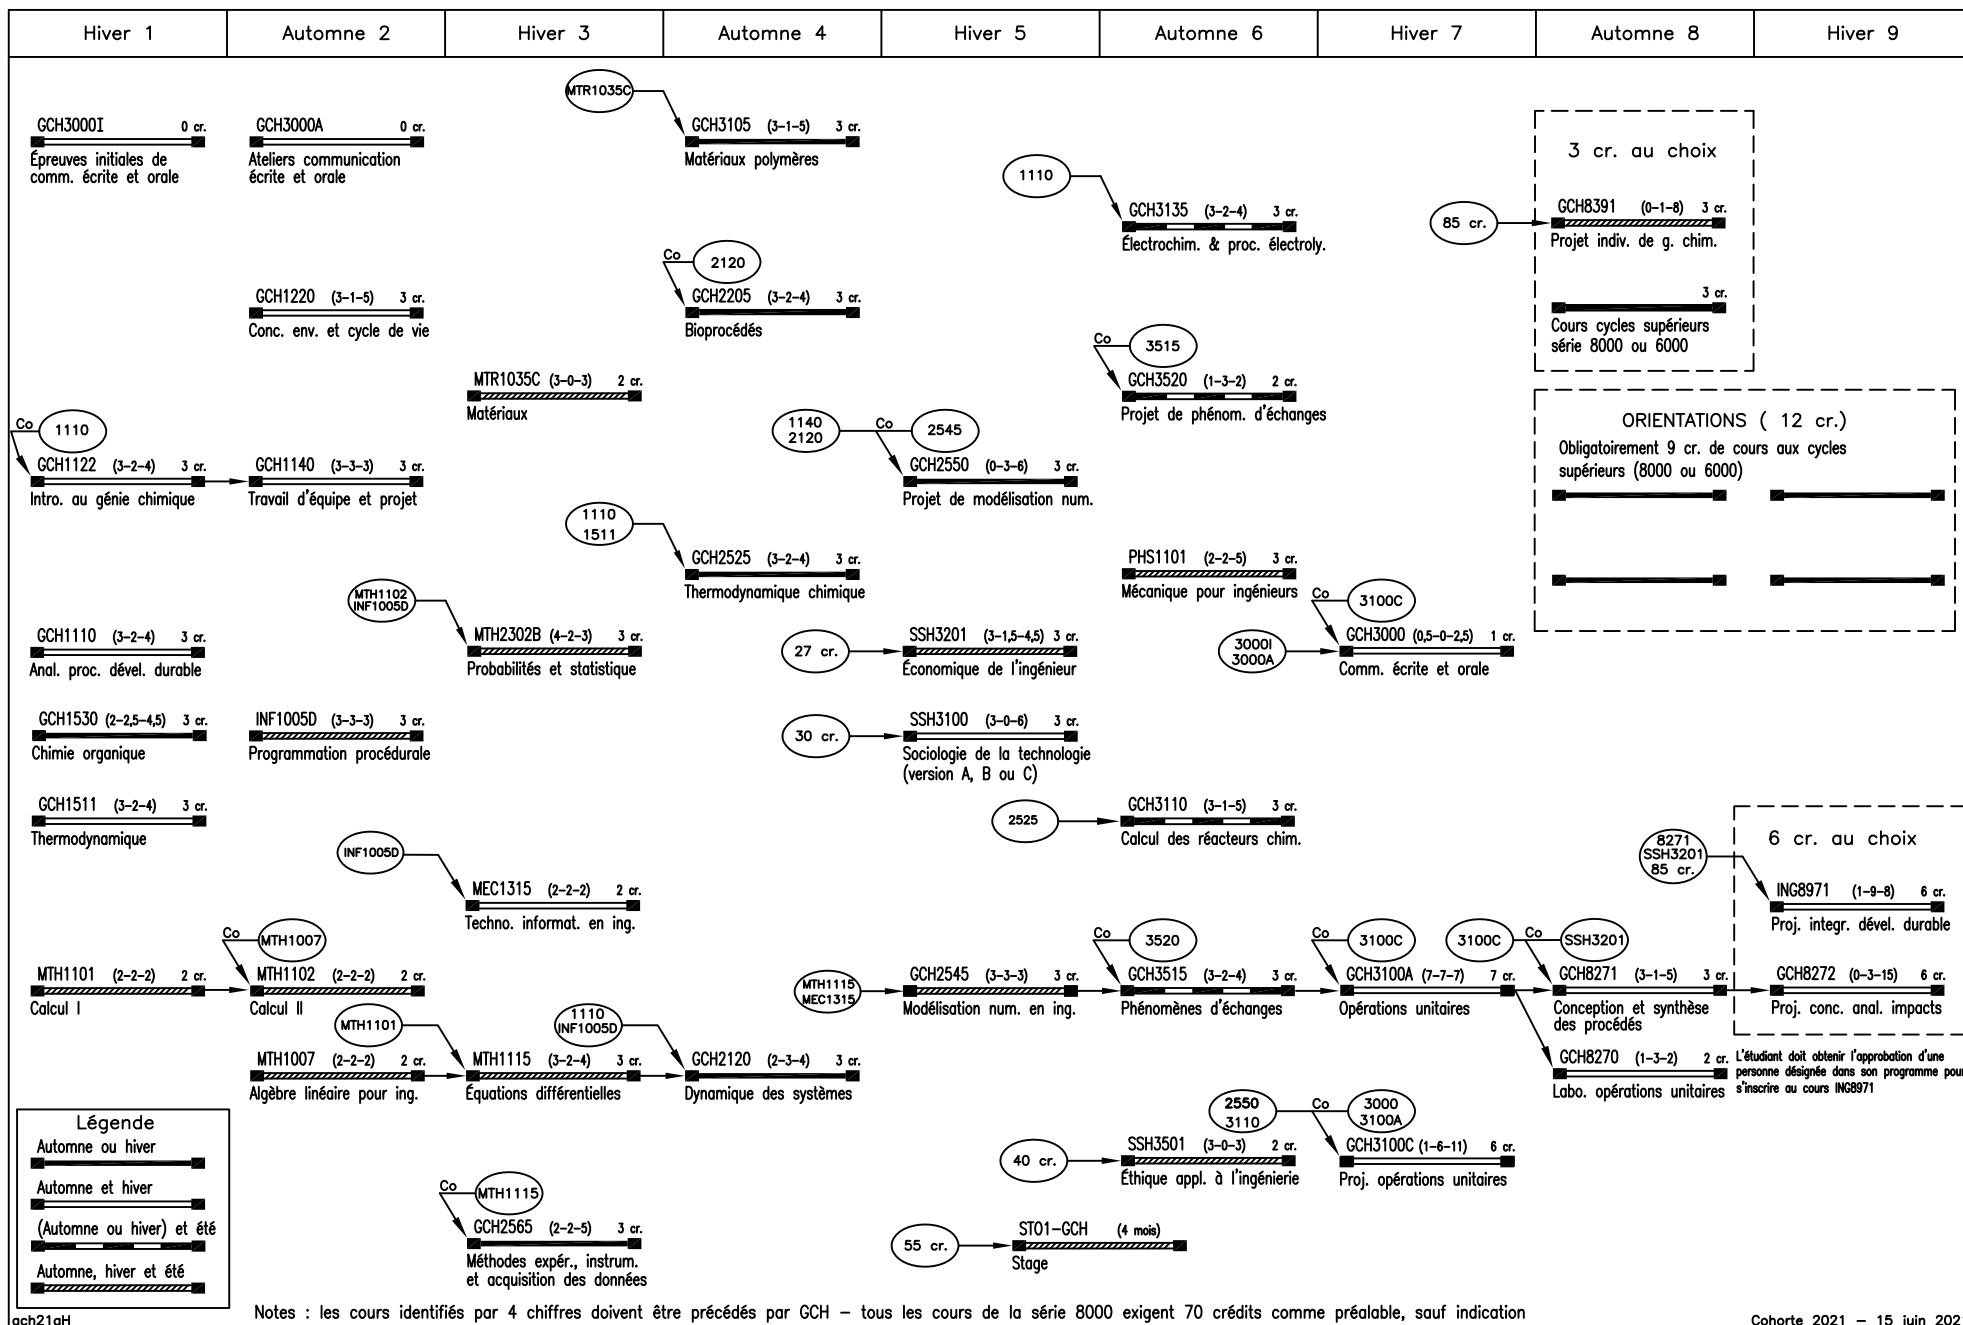 Hiver 1
Automne 2
Hiver 3
Automne 4
Hiver 5
Automne 6
Hiver 7
Automne 8
Hiver 9
GCH3000I 0 cr.
Épreuves initiales de
comm. écrite et orale
GCH3000A 0 cr.
Ateliers communication
écrite et orale
MTR1035C
GCH3105 (3-1-5) 3 cr.
Matériaux polymères
1110
GCH3135 (3-2-4) 3 cr.
Électrochim. & proc. électroly.
3 cr. au choix
85 cr.
GCH8391 (0-1-8) 3 cr.
Projet indiv. de g. chim.
3 cr.
Cours cycles supérieurs
série 8000 ou 6000
GCH1220 (3-1-5) 3 cr.
Conc. env. et cycle de vie
Co 2120
GCH2205 (3-2-4) 3 cr.
Bioprocédés
Co 3515
GCH3520 (1-3-2) 2 cr.
Projet de phénom. d'échanges
MTR1035C (3-0-3) 2 cr.
Matériaux
Co 1110
GCH1122 (3-2-4) 3 cr.
Intro. au génie chimique
GCH1140 (3-3-3) 3 cr.
Travail d'équipe et projet
1140
2120
Co 2545
GCH2550 (0-3-6) 3 cr.
Projet de modélisation num.
ORIENTATIONS ( 12 cr.)
Obligatoirement 9 cr. de cours aux cycles
supérieurs (8000 ou 6000)
1110
1511
GCH2525 (3-2-4) 3 cr.
Thermodynamique chimique
PHS1101 (2-2-5) 3 cr.
Mécanique pour ingénieurs
GCH1110 (3-2-4) 3 cr.
Anal. proc. dével. durable
MTH1102
INF1005D
MTH2302B (4-2-3) 3 cr.
Probabilités et statistique
27 cr.
SSH3201 (3-1,5-4,5) 3 cr.
Économique de l'ingénieur
3000I
3000A
Co 3100C
GCH3000 (0,5-0-2,5) 1 cr.
Comm. écrite et orale
GCH1530 (2-2,5-4,5) 3 cr.
Chimie organique
INF1005D (3-3-3) 3 cr.
Programmation procédurale
30 cr.
SSH3100 (3-0-6) 3 cr.
Sociologie de la technologie
(version A, B ou C)
GCH1511 (3-2-4) 3 cr.
Thermodynamique
2525
GCH3110 (3-1-5) 3 cr.
Calcul des réacteurs chim.
INF1005D
MEC1315 (2-2-2) 2 cr.
Techno. informat. en ing.
8271
SSH3201
85 cr.
6 cr. au choix
ING8971 (1-9-8) 6 cr.
Proj. integr. dével. durable
MTH1101 (2-2-2) 2 cr.
Calcul I
Co MTH1007
MTH1102 (2-2-2) 2 cr.
Calcul II
MTH1115
MEC1315
GCH2545 (3-3-3) 3 cr.
Modélisation num. en ing.
Co 3520
GCH3515 (3-2-4) 3 cr.
Phénomènes d'échanges
Co 3100C
GCH3100A (7-7-7) 7 cr.
Opérations unitaires
3100C
Co SSH3201
GCH8271 (3-1-5) 3 cr.
Conception et synthèse
des procédés
GCH8272 (0-3-15) 6 cr.
Proj. conc. anal. impacts
MTH1007 (2-2-2) 2 cr.
Algèbre linéaire pour ing.
MTH1101
MTH1115 (3-2-4) 3 cr.
Équations différentielles
1110
INF1005D
GCH2120 (2-3-4) 3 cr.
Dynamique des systèmes
GCH8270 (1-3-2) 2 cr.
Labo. opérations unitaires
L'étudiant doit obtenir l'approbation d'une
personne désignée dans son programme pour
s'inscrire au cours ING8971
2550
3110
Co 3000
3100A
GCH3100C (1-6-11) 6 cr.
Proj. opérations unitaires
40 cr.
SSH3501 (3-0-3) 2 cr.
Éthique appl. à l'ingénierie
Co MTH1115
GCH2565 (2-2-5) 3 cr.
Méthodes expér., instrum.
et acquisition des données
55 cr.
ST01-GCH (4 mois)
Stage
Légende
Automne ou hiver
Automne et hiver
(Automne ou hiver) et été
Automne, hiver et été
Notes : les cours identifiés par 4 chiffres doivent être précédés par GCH - tous les cours de la série 8000 exigent 70 crédits comme préalable, sauf indication
gch21aH
Cohorte 2021 - 15 juin 2021